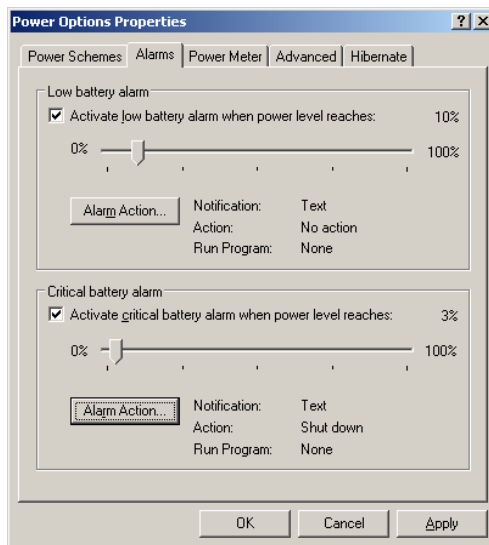 Power Options Properties
Power Schemes Alarms Power Meter Advanced Hibernate
Low battery alarm
Activate low battery alarm when power level reaches: 10%
0% 100%
Alarm Action... Notification: Text
Action: No action
Run Program: None
Critical battery alarm
Activate critical battery alarm when power level reaches: 3%
0% 100%
Alarm Action... Notification: Text
Action: Shut down
Run Program: None
OK Cancel Apply